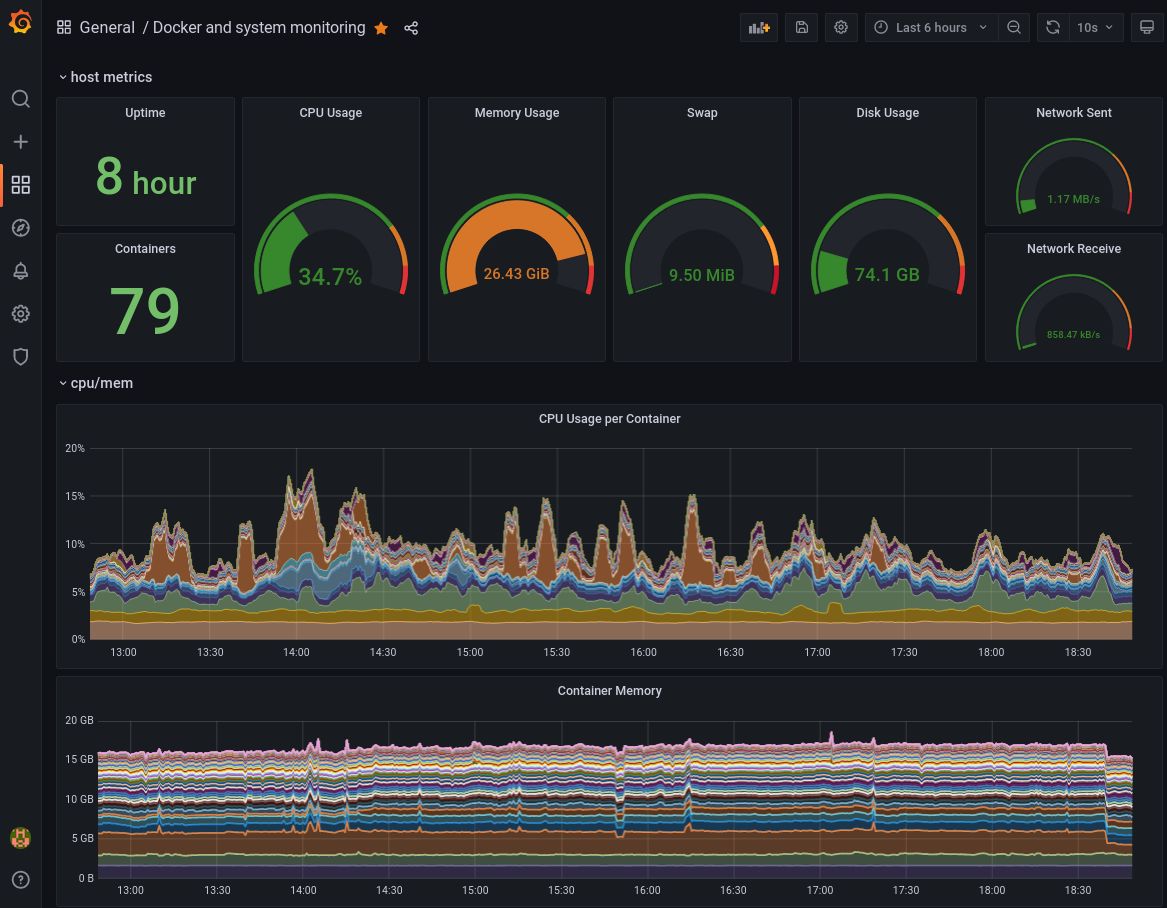 General / Docker and system monitoring
Last 6 hours
10s
host metrics
Uptime
8 hour
Containers
79
CPU Usage
34.7%
Memory Usage
26.43 GiB
Swap
9.50 MiB
Disk Usage
74.1 GB
Network Sent
1.17 MB/s
Network Receive
858.47 kB/s
cpu/mem
CPU Usage per Container
20%
15%
10%
5%
0%
13:00 13:30 14:00 14:30 15:00 15:30 16:00 16:30 17:00 17:30 18:00 18:30
Container Memory
20 GB
15 GB
10 GB
5 GB
0 B
13:00 13:30 14:00 14:30 15:00 15:30 16:00 16:30 17:00 17:30 18:00 18:30